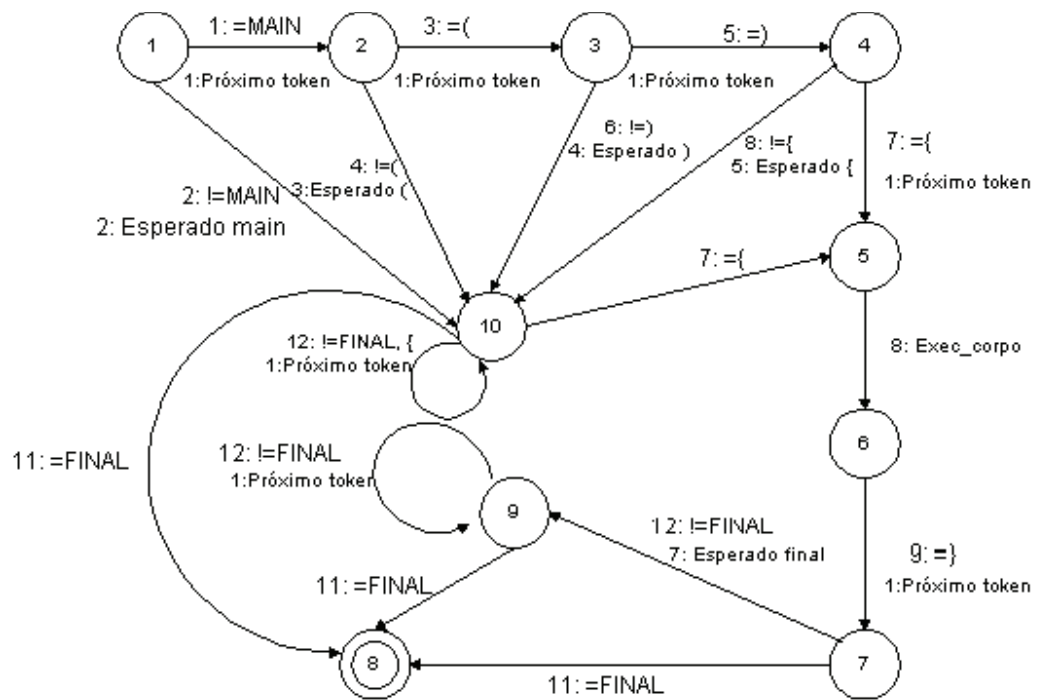 1: =MAIN
3: =(
5: =)
1
2
3
4
1:Próximo token
1:Próximo token
1:Próximo token
2: !=MAIN
2: Esperado main
4: !=(
3:Esperado (
6: !=)
4: Esperado )
8: !={
5: Esperado {
7: ={
1:Próximo token
5
7: ={
10
12: !=FINAL, {
1:Próximo token
8: Exec_corpo
6
11: =FINAL
12: !=FINAL
1:Próximo token
9
12: !=FINAL
7: Esperado final
9: =}
1:Próximo token
11: =FINAL
8
7
11: =FINAL